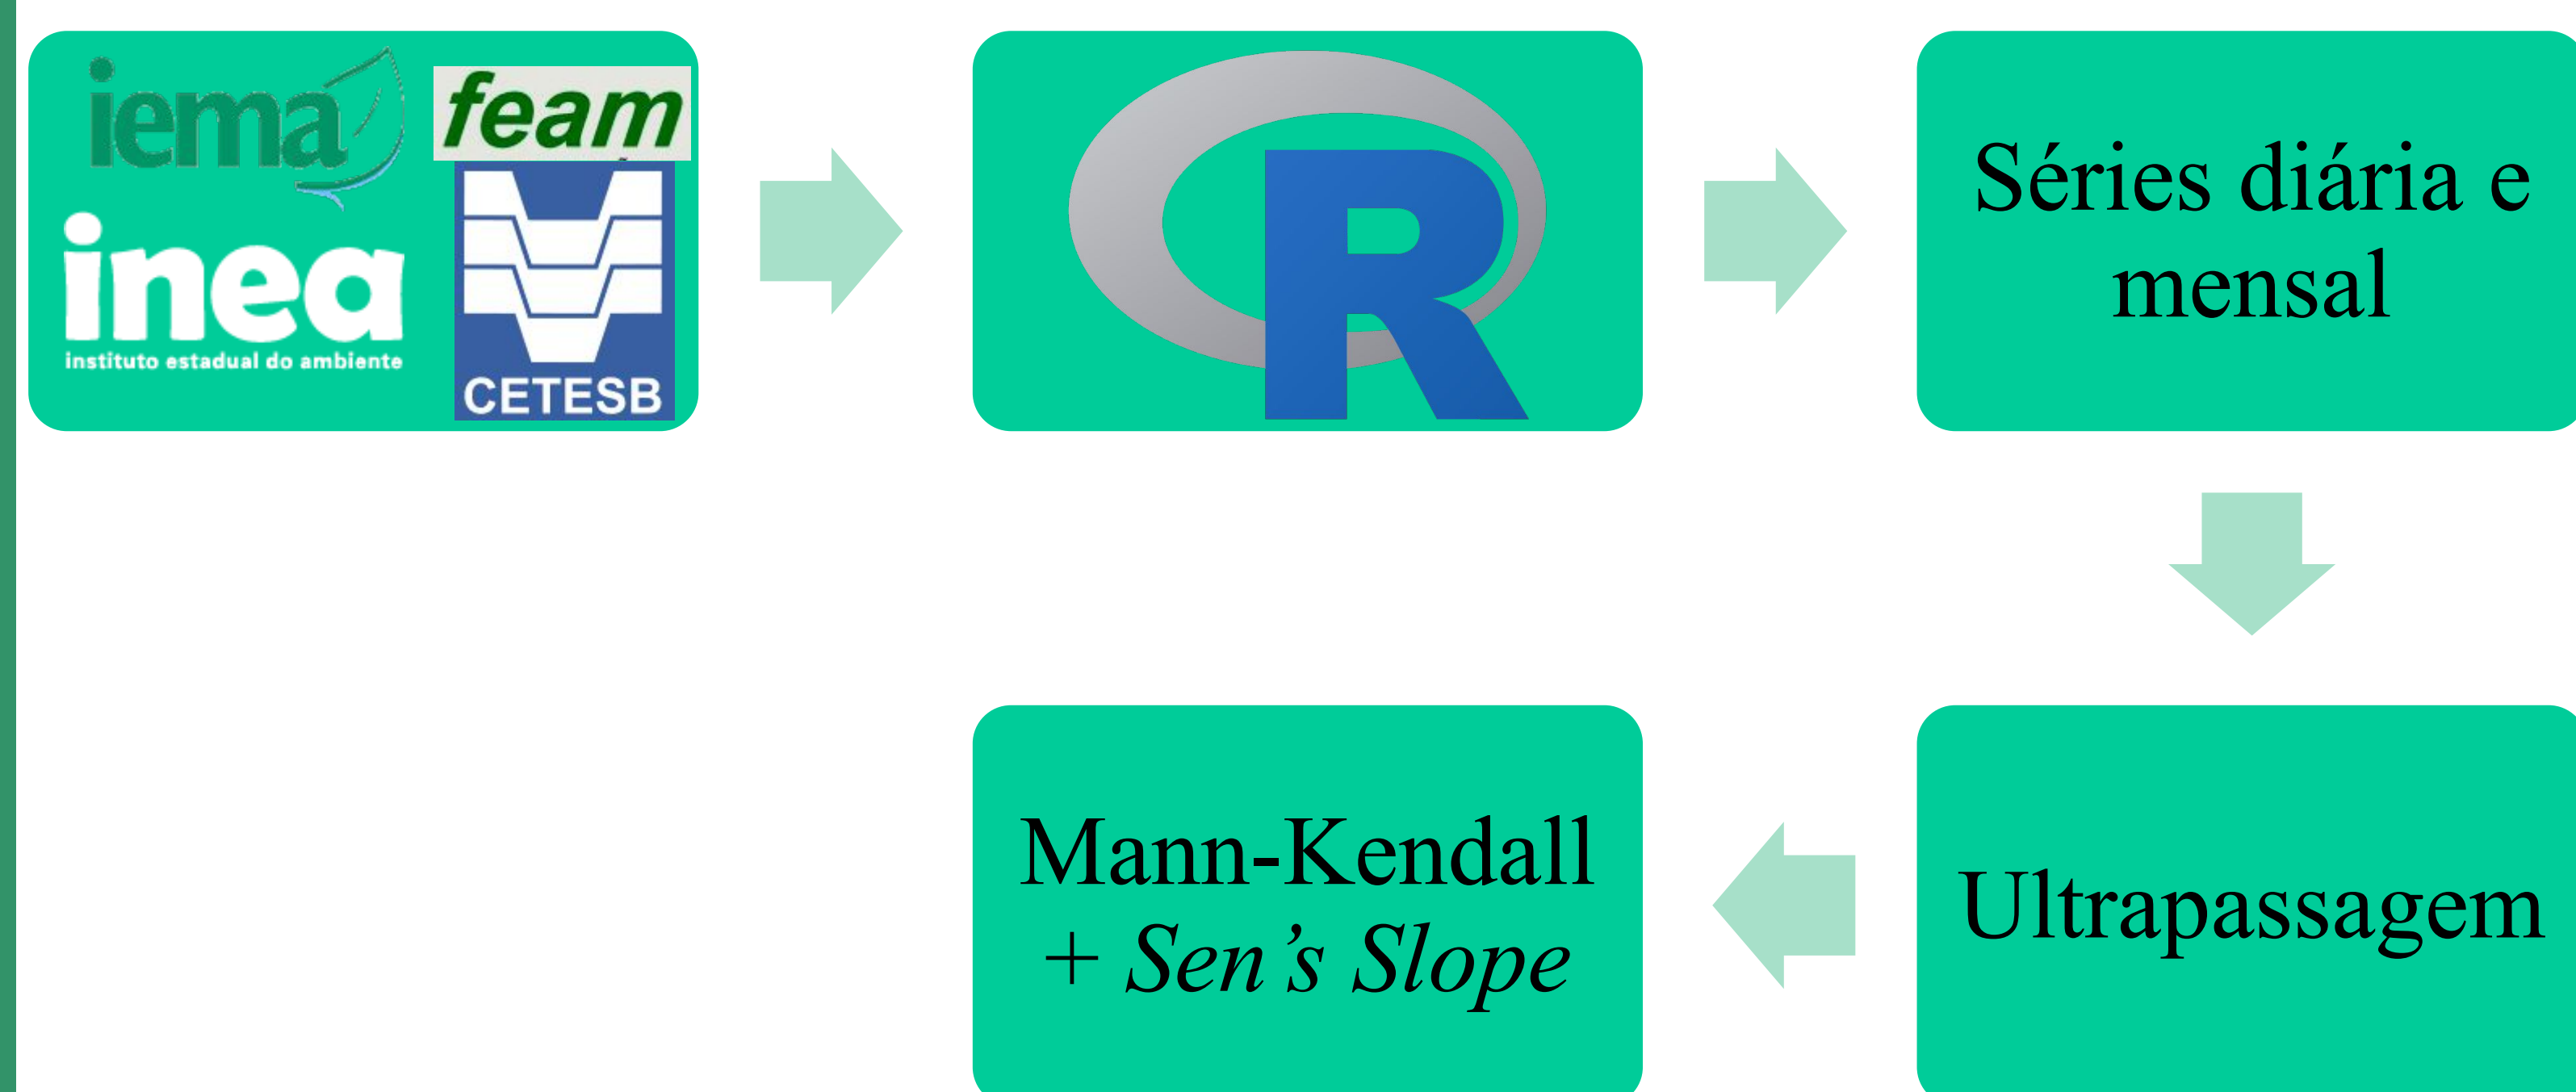 iema
feam
inea
instituto estadual do ambiente
CETESB
R
Séries diária e
mensal
Ultrapassagem
Mann-Kendall
+ Sen’s Slope